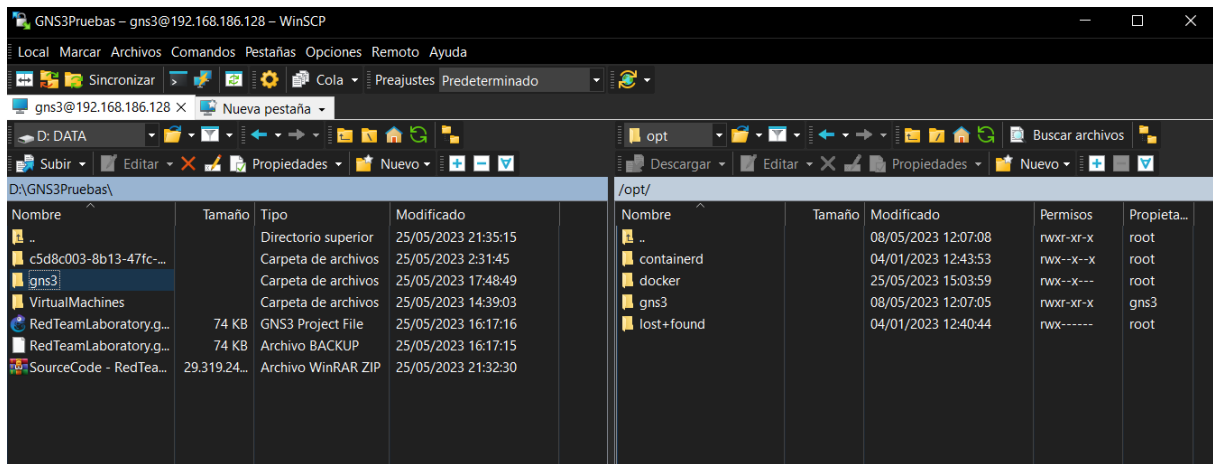 GNS3Pruebas – gns3@192.168.186.128 – WinSCP
Local Marcar Archivos Comandos Pestañas Opciones Remoto Ayuda
Sincronizar Cola Preajustes Predeterminado
gns3@192.168.186.128 × Nueva pestaña
D: DATA opt Buscar archivos
Subir Editar Propiedades Nuevo Descargar Editar Propiedades Nuevo
D:\GNS3Pruebas\ /opt/
Nombre Tamaño Tipo Modificado Nombre Tamaño Modificado Permisos Propieta...
.. Directorio superior 25/05/2023 21:35:15 .. 08/05/2023 12:07:08 rwxr-xr-x root
c5d8c003-8b13-47fc-... Carpeta de archivos 25/05/2023 2:31:45 containerd 04/01/2023 12:43:53 rwx--x--x root
gns3 Carpeta de archivos 25/05/2023 17:48:49 docker 25/05/2023 15:03:59 rwx--x--- root
VirtualMachines Carpeta de archivos 25/05/2023 14:39:03 gns3 08/05/2023 12:07:05 rwxr-xr-x gns3
RedTeamLaboratory.g... 74 KB GNS3 Project File 25/05/2023 16:17:16 lost+found 04/01/2023 12:40:44 rwx------ root
RedTeamLaboratory.g... 74 KB Archivo BACKUP 25/05/2023 16:17:15
SourceCode - RedTea... 29.319.24... Archivo WinRAR ZIP 25/05/2023 21:32:30